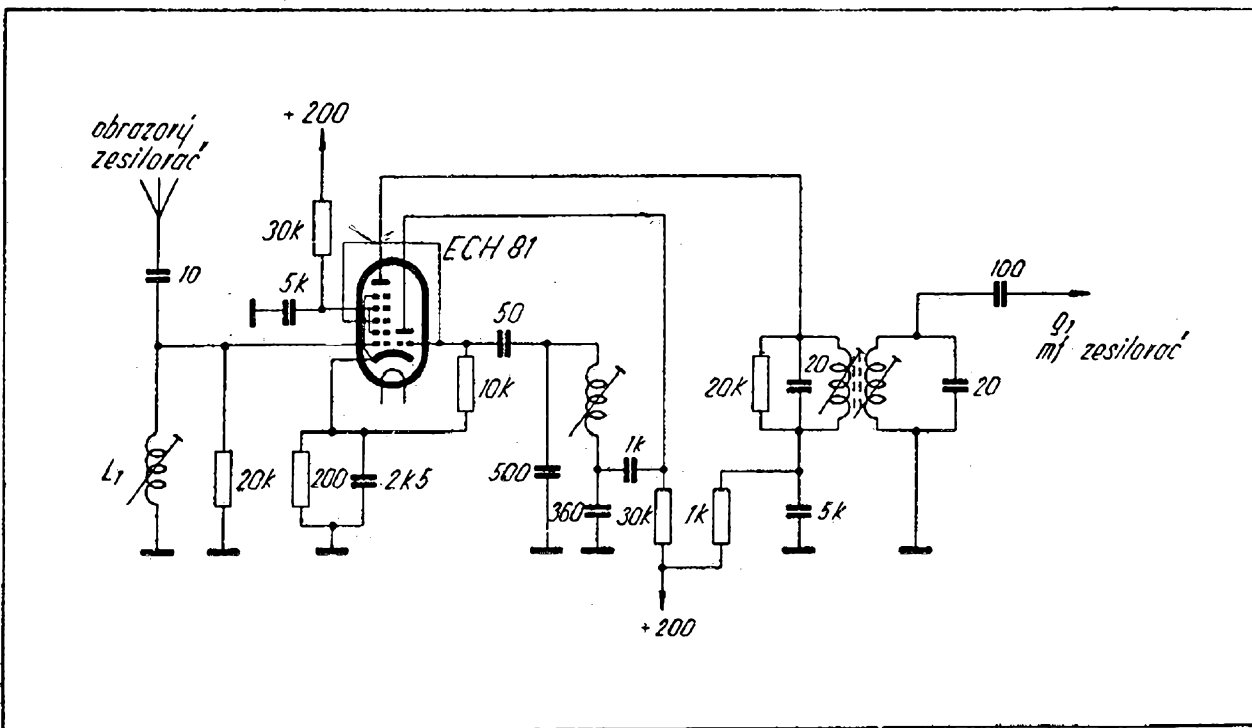 obrazový
zesilovač
+ 200
30k
ECH 81
10
5k
50
100
g1
mf zesilovač
10k
20k
20
20
L1
20k
200
2k5
500
1k
360
30k
1k
5k
+200